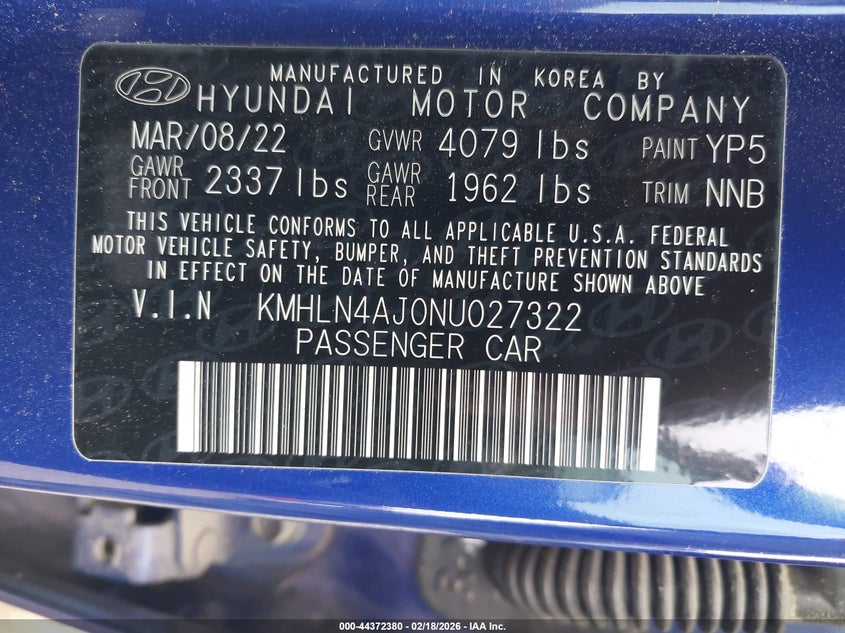 MANUFACTURED IN KOREA BY
HYUNDAI MOTOR COMPANY
MAR/08/22 GVWR 4079 lbs PAINT YP5
GAWR FRONT 2337 lbs GAWR REAR 1962 lbs TRIM NNB
THIS VEHICLE CONFORMS TO ALL APPLICABLE U.S.A. FEDERAL
MOTOR VEHICLE SAFETY, BUMPER, AND THEFT PREVENTION STANDARDS
IN EFFECT ON THE DATE OF MANUFACTURE SHOWN ABOVE
V.I.N KMHLN4AJ0NU027322
PASSENGER CAR
000-44372380 - 02/18/2026 - IAA Inc.